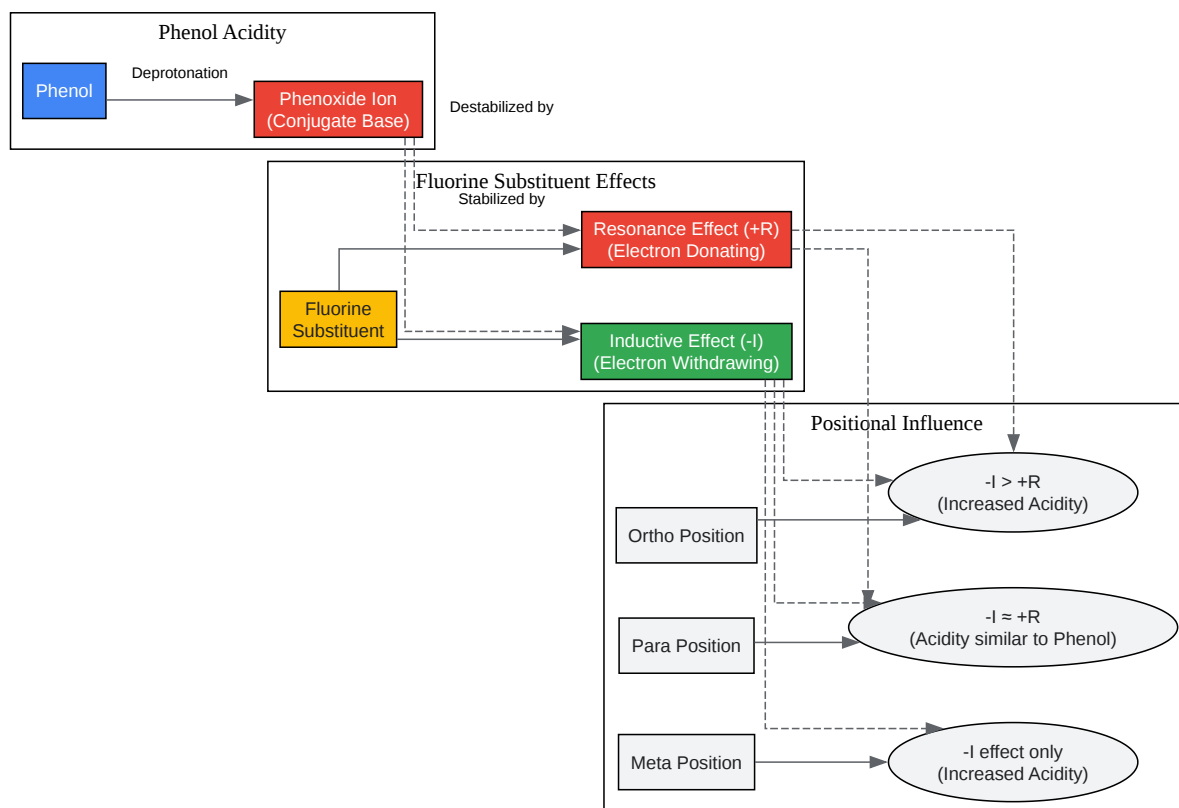 Phenol Acidity
Phenol
Deprotonation
Phenoxide Ion
(Conjugate Base)
Destabilized by
Fluorine Substituent Effects
Stabilized by
Resonance Effect (+R)
(Electron Donating)
Fluorine
Substituent
Inductive Effect (-I)
(Electron Withdrawing)
Positional Influence
-I > +R
(Increased Acidity)
Ortho Position
-I ≈ +R
(Acidity similar to Phenol)
Para Position
-I effect only
(Increased Acidity)
Meta Position